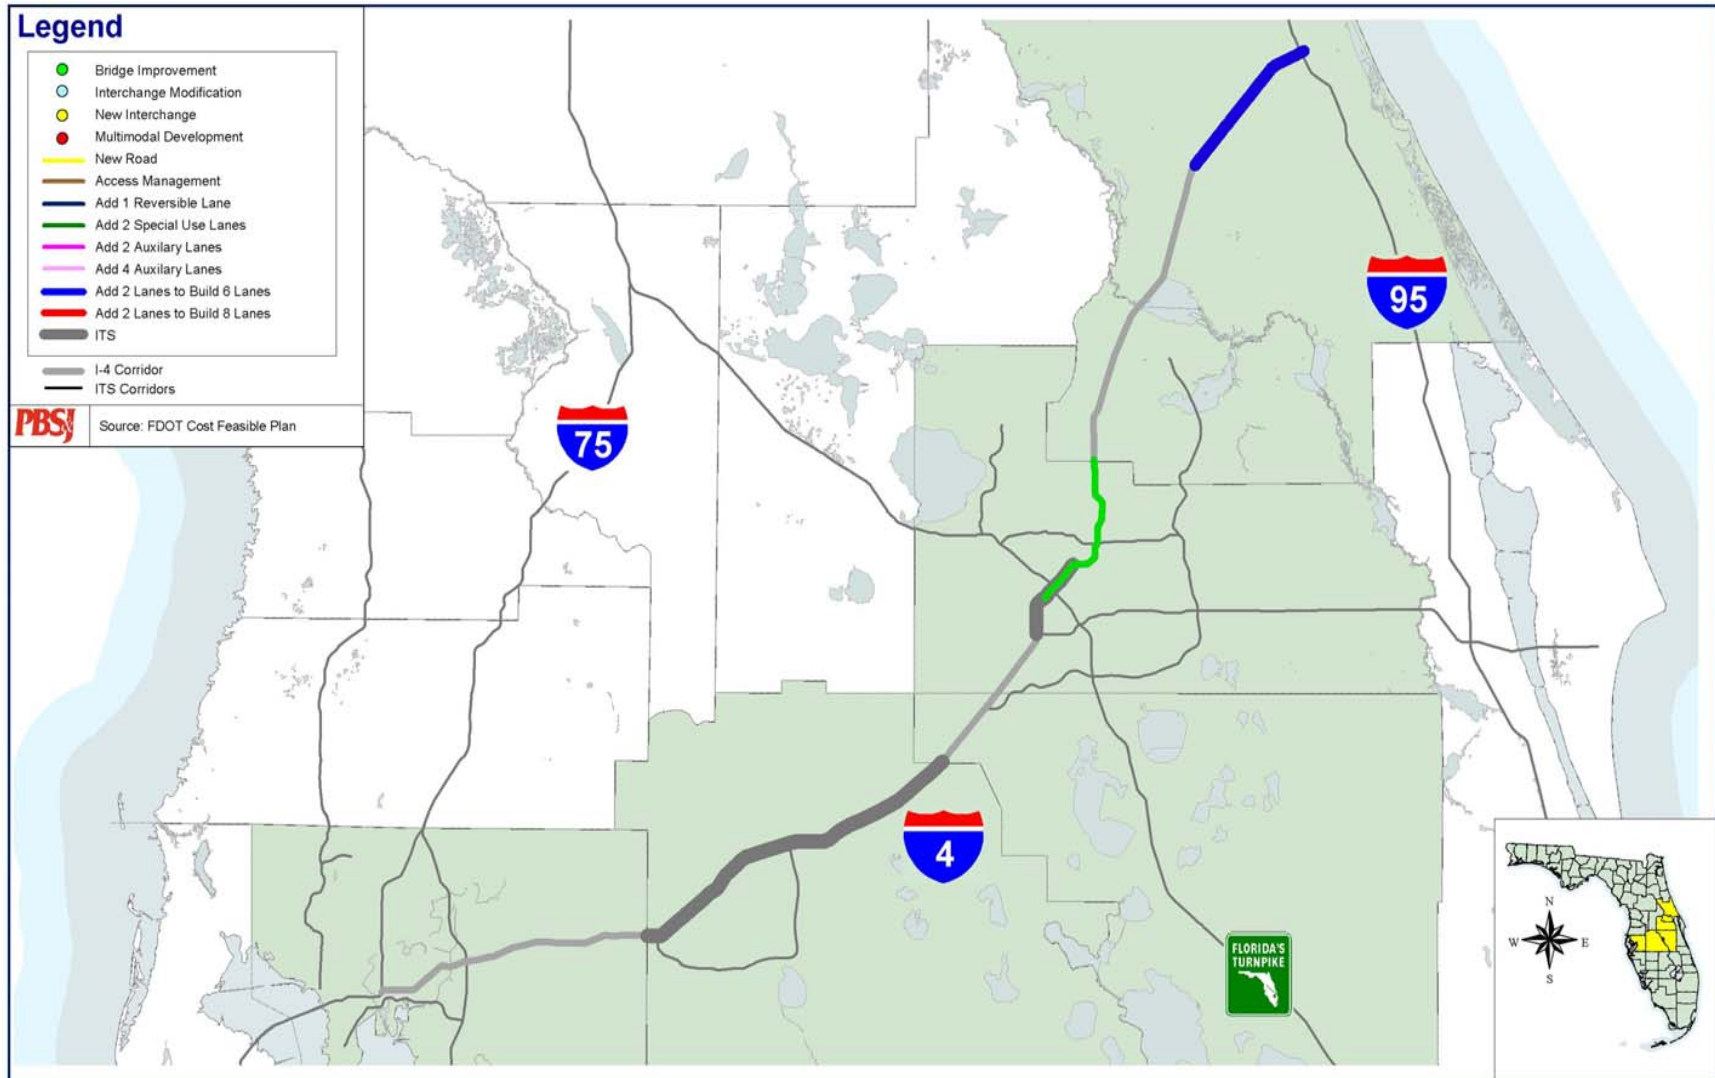 Legend
Bridge Improvement
Interchange Modification
New Interchange
Multimodal Development
New Road
Access Management
Add 1 Reversible Lane
Add 2 Special Use Lanes
Add 2 Auxilary Lanes
Add 4 Auxilary Lanes
Add 2 Lanes to Build 6 Lanes
Add 2 Lanes to Build 8 Lanes
ITS
I-4 Corridor
ITS Corridors
PBSJ Source: FDOT Cost Feasible Plan
95
75
4
FLORIDA'S
TURNPIKE
N
W E
S